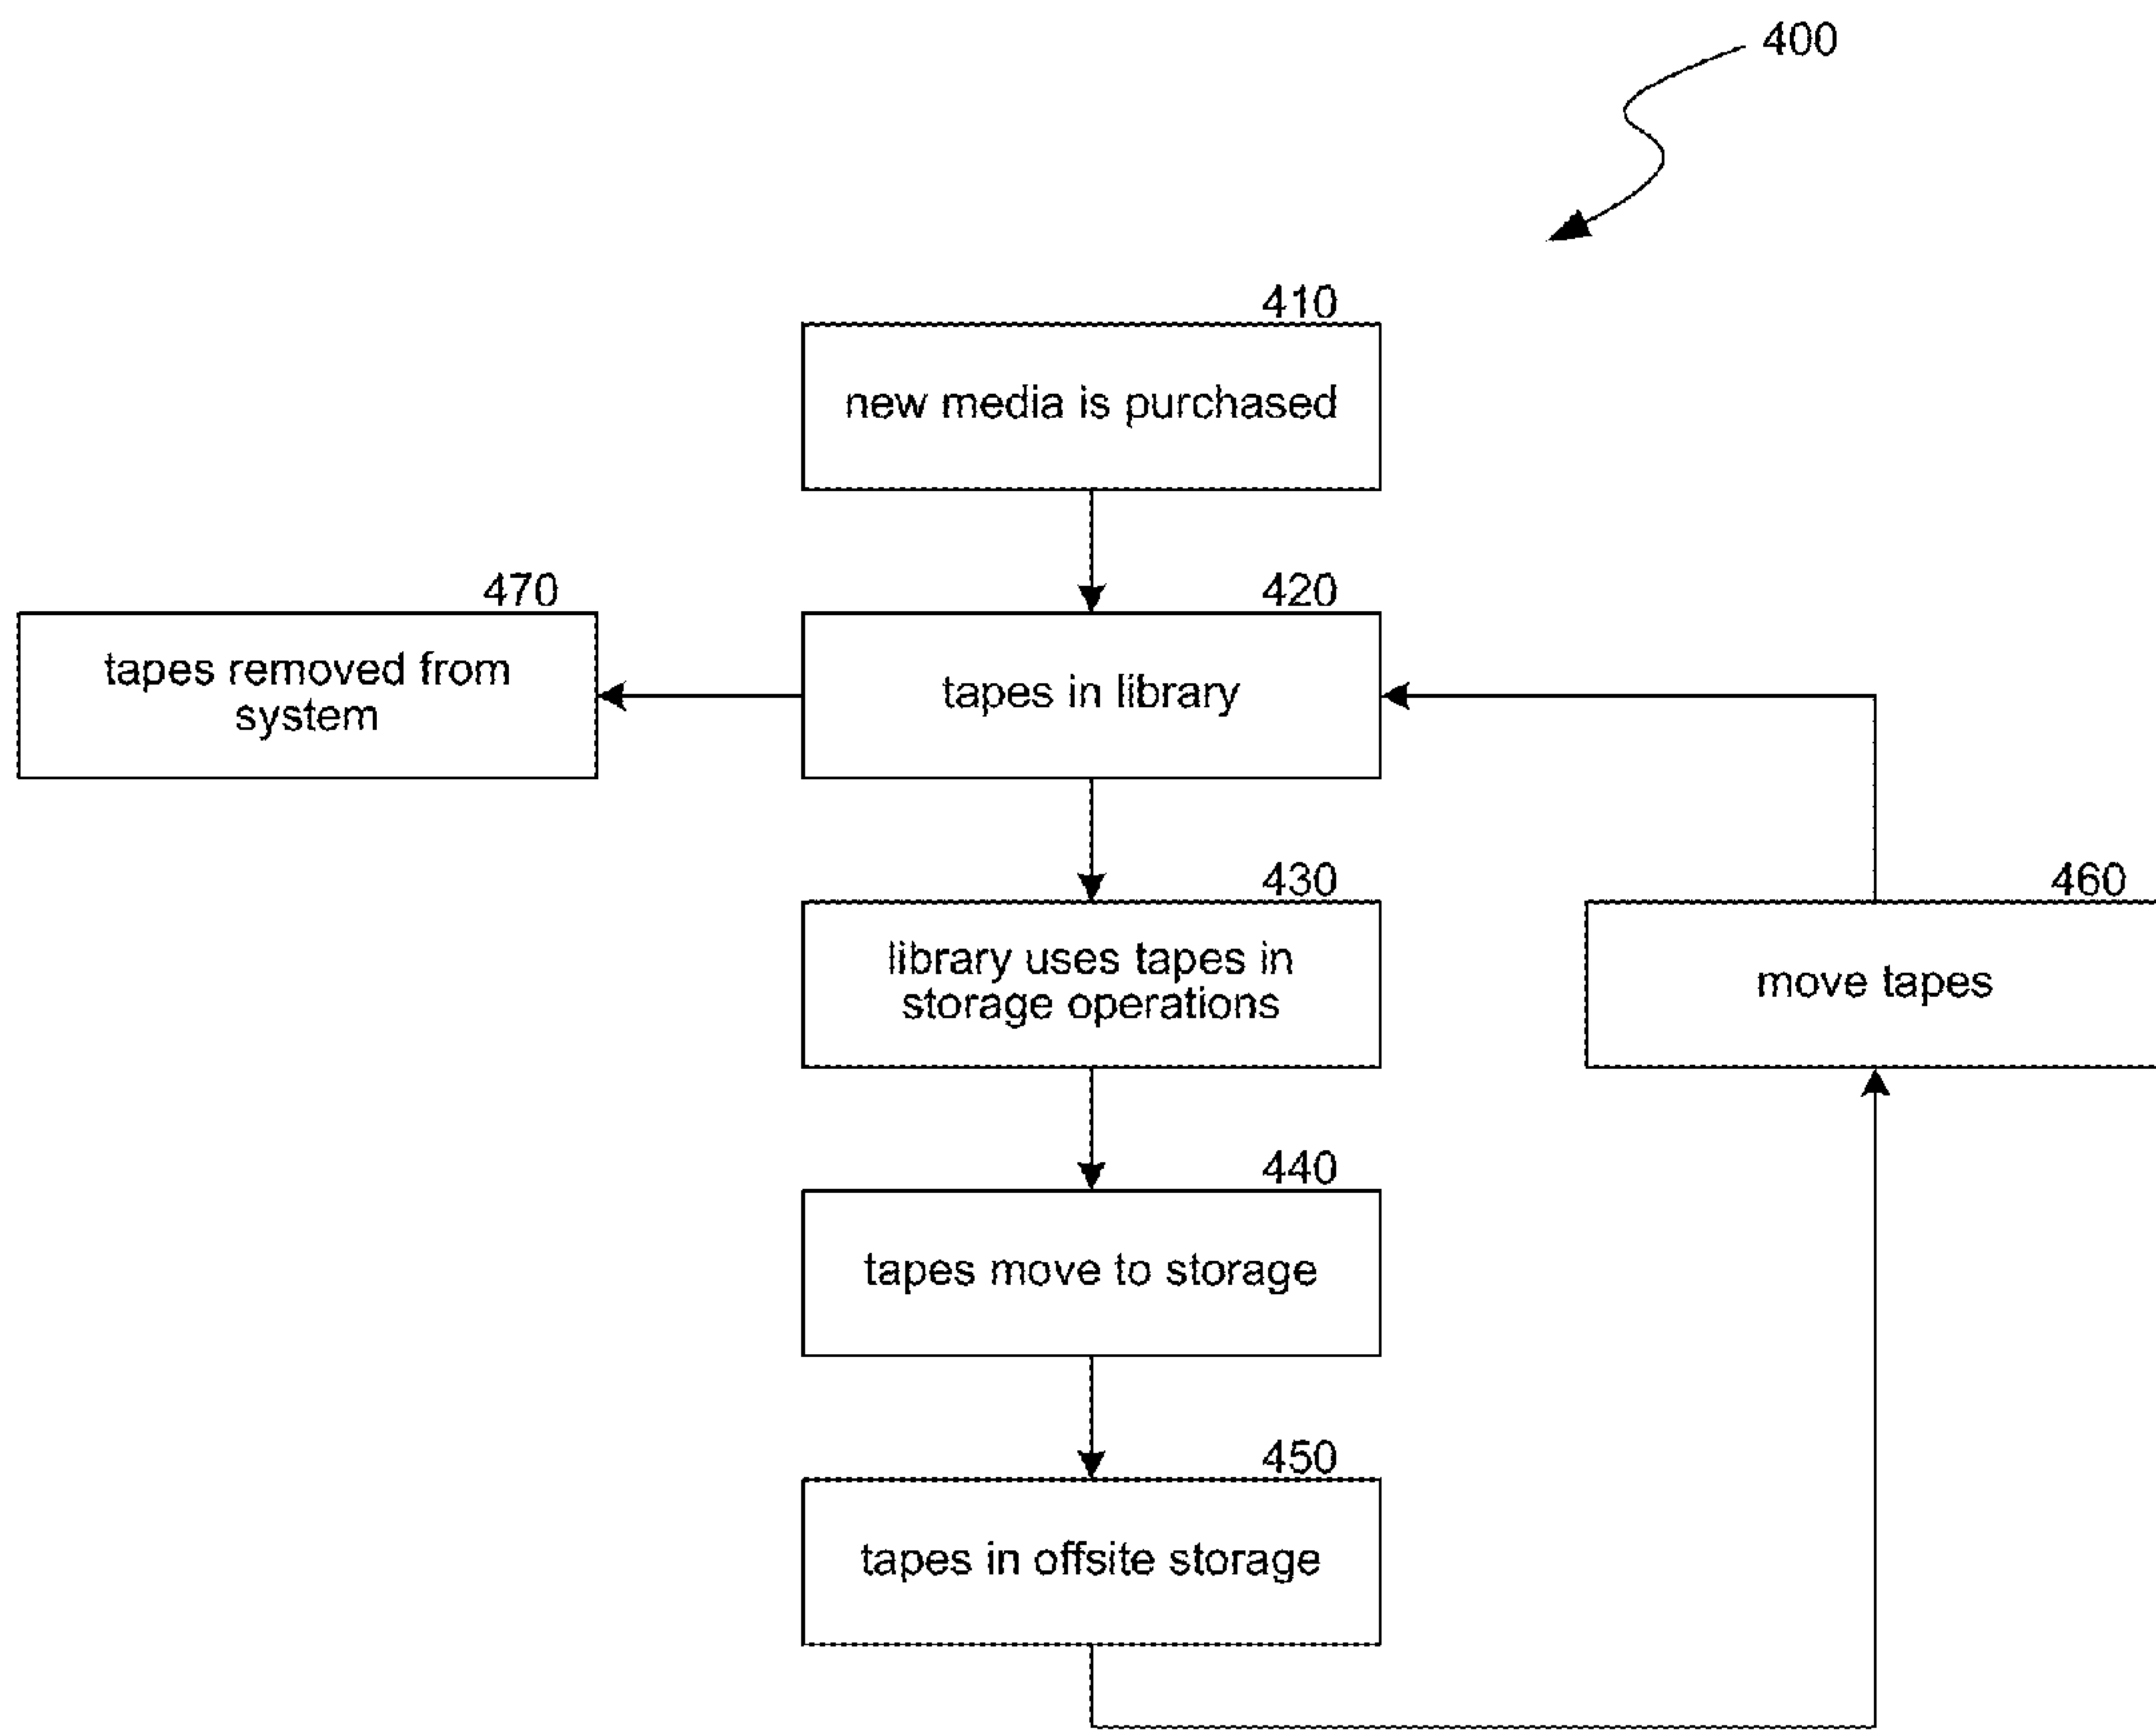 400
410
new media is purchased
470
tapes removed from
system
420
tapes in library
430
library uses tapes in
storage operations
460
move tapes
440
tapes move to storage
450
tapes in offsite storage